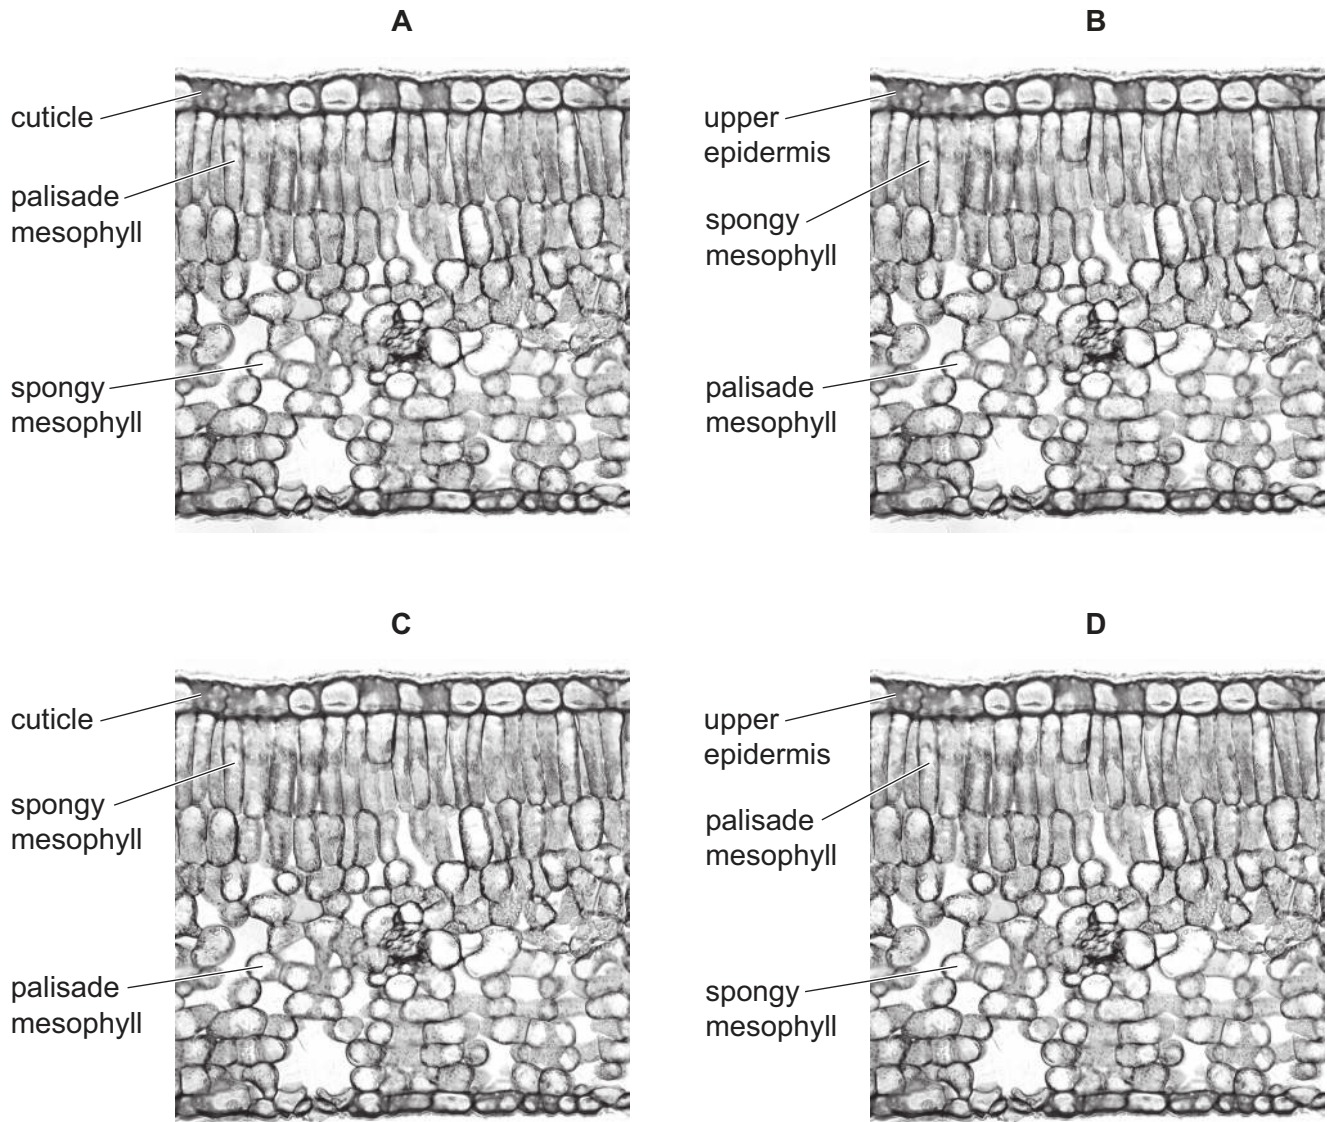 A
cuticle
palisade
mesophyll
spongy
mesophyll
B
upper
epidermis
spongy
mesophyll
palisade
mesophyll
C
cuticle
spongy
mesophyll
palisade
mesophyll
D
upper
epidermis
palisade
mesophyll
spongy
mesophyll